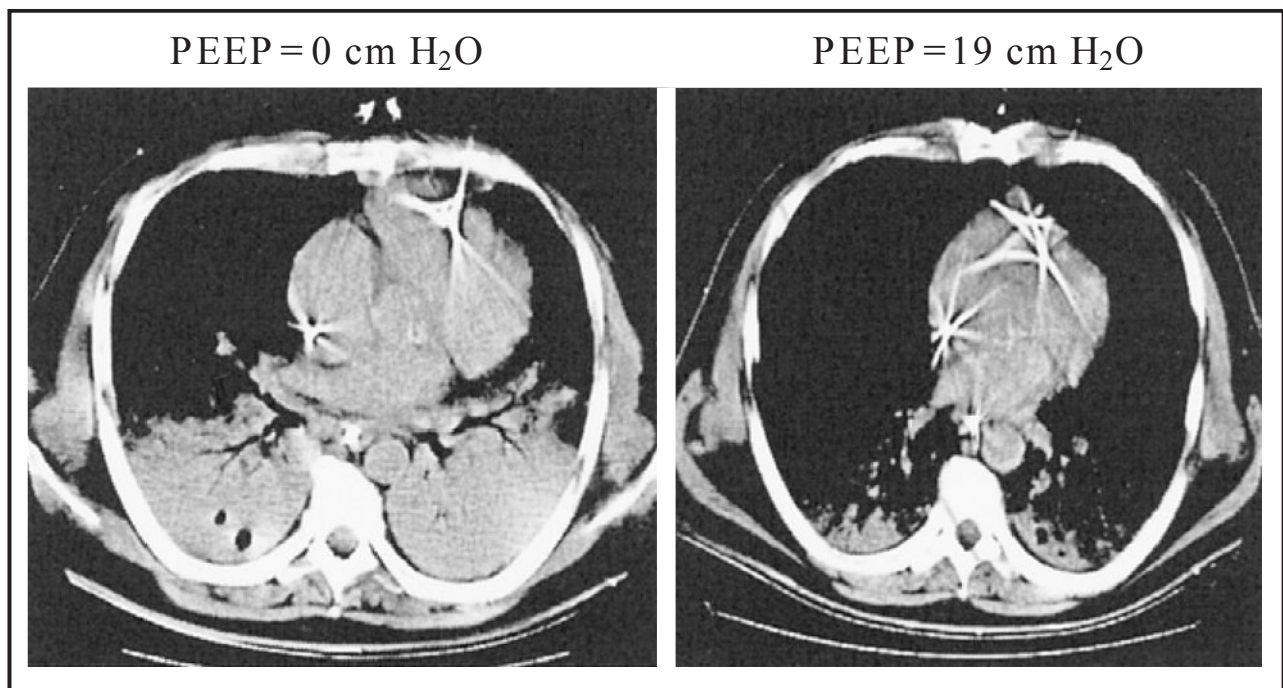 PEEP = 0 cm H₂O
PEEP = 19 cm H₂O